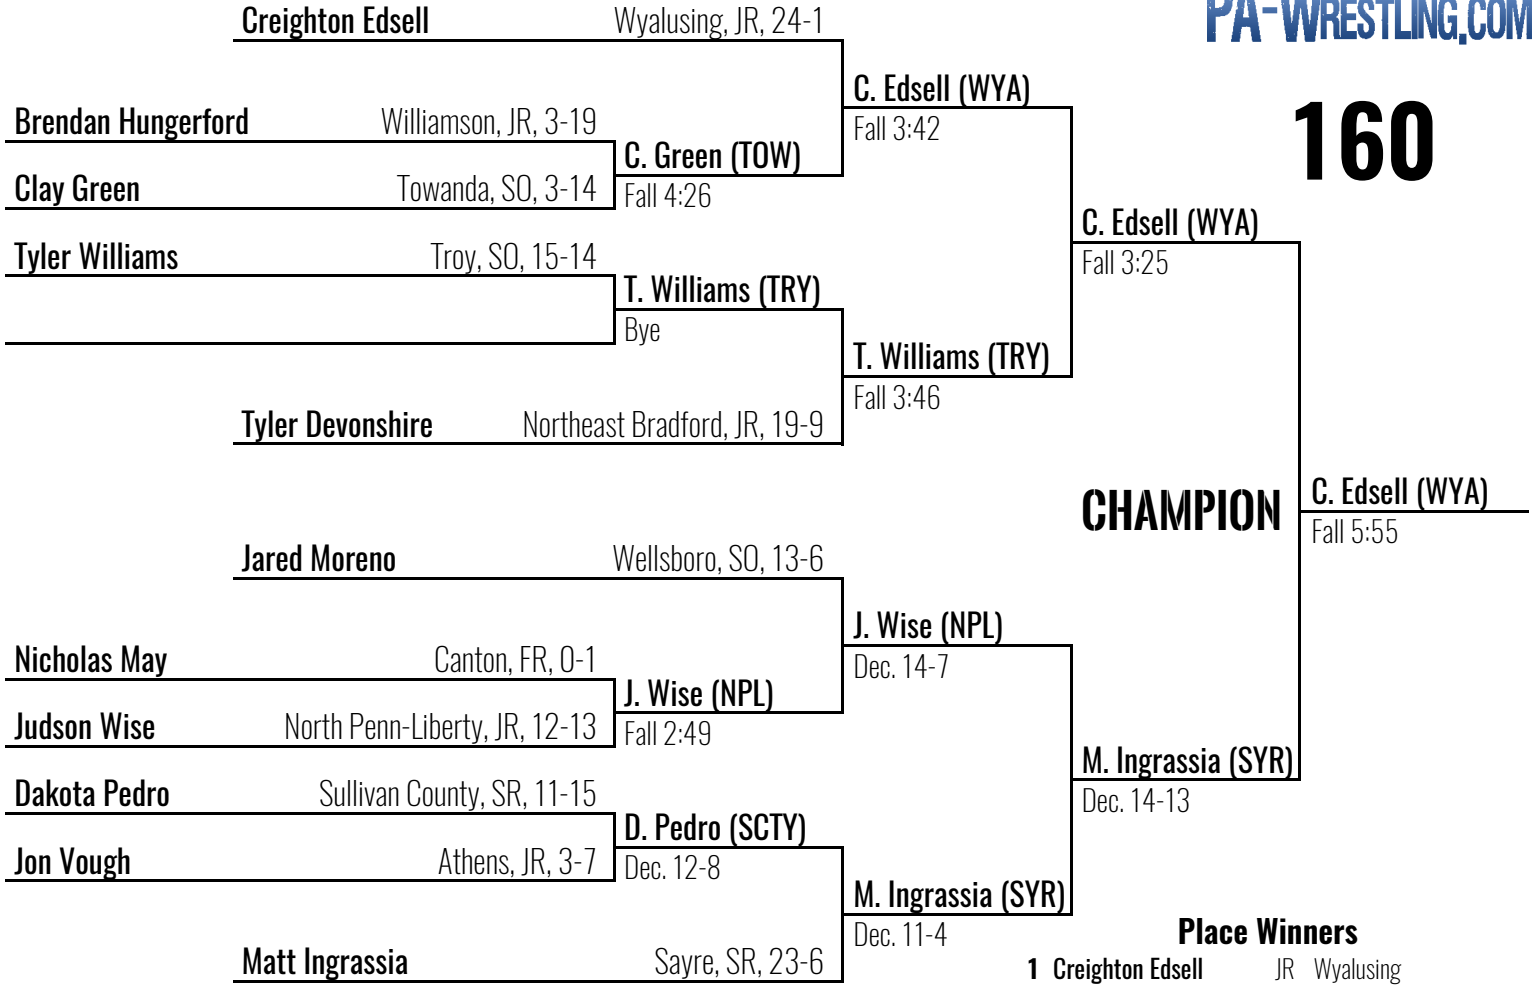 PA-WRESTLING.COM
160
Creighton Edsell Wyalusing, JR, 24-1
C. Edsell (WYA)
Fall 3:42
Brendan Hungerford Williamson, JR, 3-19
C. Green (TOW)
Fall 4:26
Clay Green Towanda, SO, 3-14
C. Edsell (WYA)
Fall 3:25
Tyler Williams Troy, SO, 15-14
T. Williams (TRY)
Bye
T. Williams (TRY)
Fall 3:46
Tyler Devonshire Northeast Bradford, JR, 19-9
CHAMPION
C. Edsell (WYA)
Fall 5:55
Jared Moreno Wellsboro, SO, 13-6
J. Wise (NPL)
Dec. 14-7
Nicholas May Canton, FR, 0-1
J. Wise (NPL)
Fall 2:49
Judson Wise North Penn-Liberty, JR, 12-13
M. Ingrassia (SYR)
Dec. 14-13
Dakota Pedro Sullivan County, SR, 11-15
D. Pedro (SCTY)
Dec. 12-8
Jon Vough Athens, JR, 3-7
M. Ingrassia (SYR)
Dec. 11-4
Matt Ingrassia Sayre, SR, 23-6
Place Winners
1 Creighton Edsell JR Wyalusing